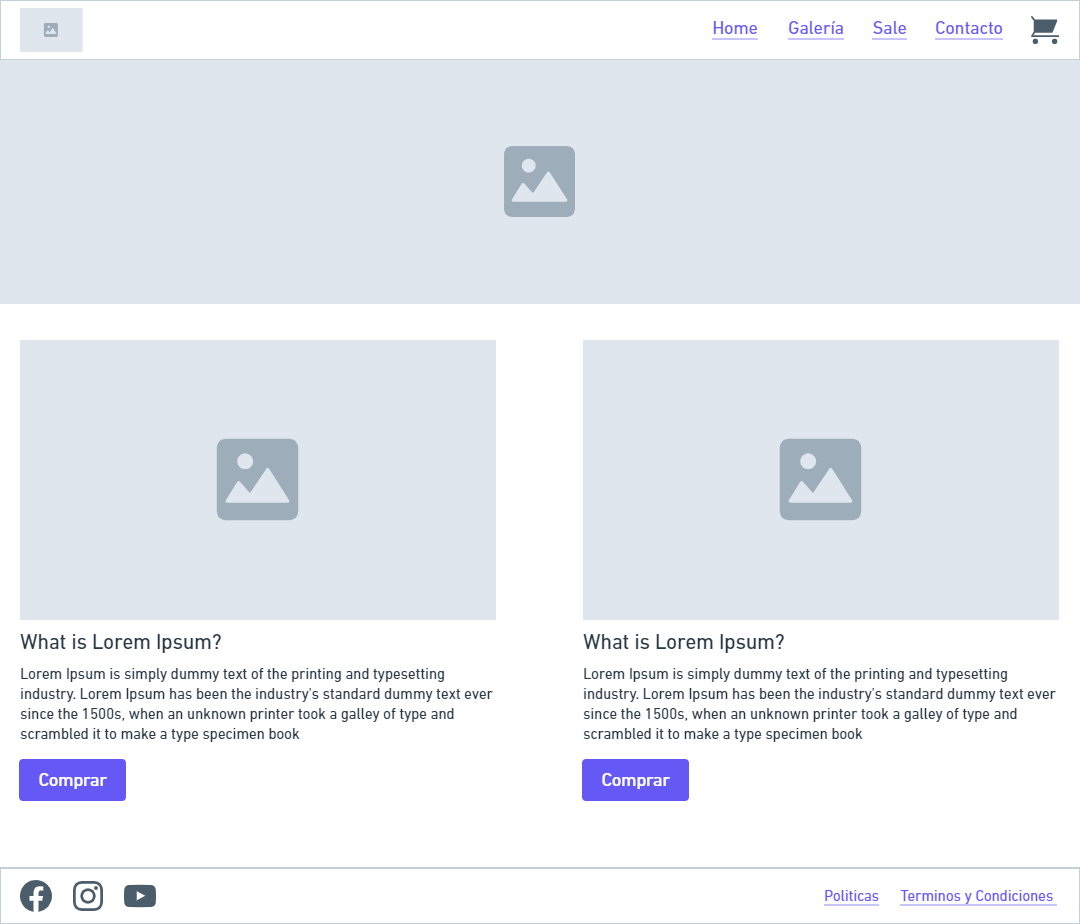 Home Galería Sale Contacto
What is Lorem Ipsum?
Lorem Ipsum is simply dummy text of the printing and typesetting
industry. Lorem Ipsum has been the industry's standard dummy text ever
since the 1500s, when an unknown printer took a galley of type and
scrambled it to make a type specimen book
Comprar
What is Lorem Ipsum?
Lorem Ipsum is simply dummy text of the printing and typesetting
industry. Lorem Ipsum has been the industry's standard dummy text ever
since the 1500s, when an unknown printer took a galley of type and
scrambled it to make a type specimen book
Comprar
Politicas Terminos y Condiciones